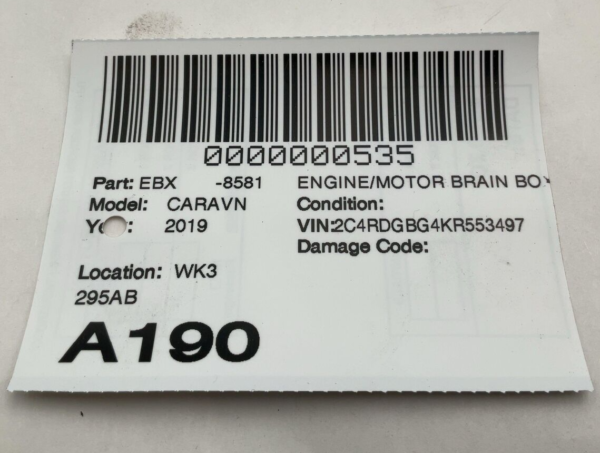 0000000535
Part: EBX -8581 ENGINE/MOTOR BRAIN BOX
Model: CARAVN Condition:
2019 VIN:2C4RDGBG4KR553497
Damage Code:
Location: WK3
295AB
A190